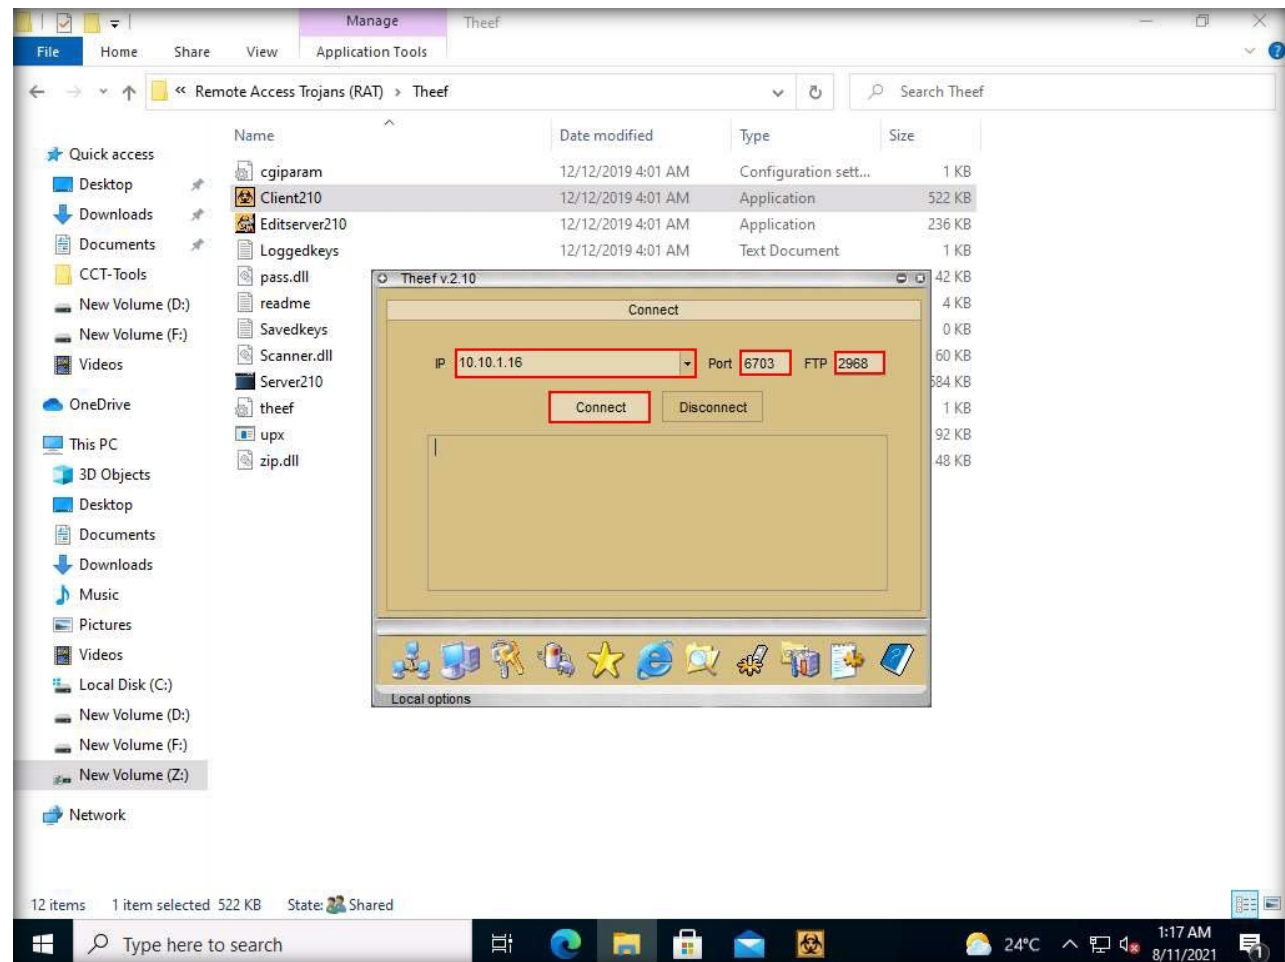 Manage Theef
File Home Share View Application Tools
« Remote Access Trojans (RAT) › Theef Search Theef
Name Date modified Type Size
Quick access
Desktop
Downloads
Documents
CCT-Tools
New Volume (D:)
New Volume (F:)
Videos
OneDrive
This PC
3D Objects
Desktop
Documents
Downloads
Music
Pictures
Videos
Local Disk (C:)
New Volume (D:)
New Volume (F:)
New Volume (Z:)
Network
cgiparam 12/12/2019 4:01 AM Configuration sett... 1 KB
Client210 12/12/2019 4:01 AM Application 522 KB
Editserver210 12/12/2019 4:01 AM Application 236 KB
Loggedkeys 12/12/2019 4:01 AM Text Document 1 KB
pass.dll 42 KB
readme 4 KB
Savedkeys 0 KB
Scanner.dll 60 KB
Server210 KB
theef 1 KB
upx 92 KB
zip.dll 48 KB
Theef v.2.10
Connect
IP 10.10.1.16 Port 6703 FTP 2968
Connect Disconnect
Local options
12 items 1 item selected 522 KB State: Shared
Type here to search 24°C 1:17 AM
8/11/2021